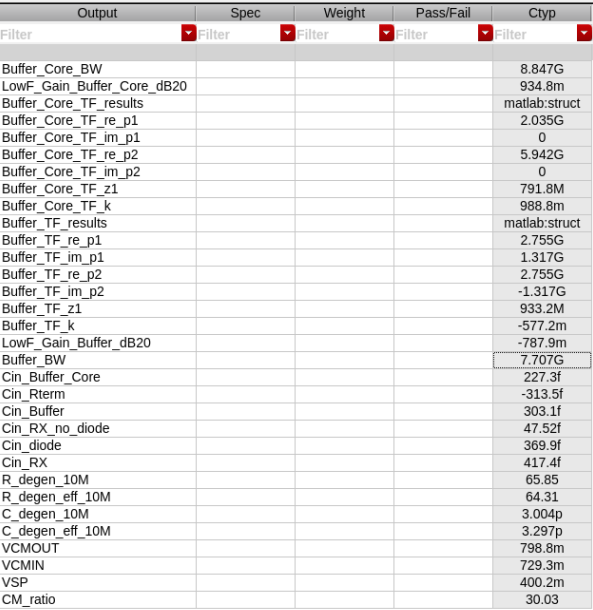 Output Spec Weight Pass/Fail Ctyp
Filter Filter Filter Filter Filter
Buffer_Core_BW 8.847G
LowF_Gain_Buffer_Core_dB20 934.8m
Buffer_Core_TF_results matlab:struct
Buffer_Core_TF_re_p1 2.035G
Buffer_Core_TF_im_p1 0
Buffer_Core_TF_re_p2 5.942G
Buffer_Core_TF_im_p2 0
Buffer_Core_TF_z1 791.8M
Buffer_Core_TF_k 988.8m
Buffer_TF_results matlab:struct
Buffer_TF_re_p1 2.755G
Buffer_TF_im_p1 1.317G
Buffer_TF_re_p2 2.755G
Buffer_TF_im_p2 -1.317G
Buffer_TF_z1 933.2M
Buffer_TF_k -577.2m
LowF_Gain_Buffer_dB20 -787.9m
Buffer_BW 7.707G
Cin_Buffer_Core 227.3f
Cin_Rterm -313.5f
Cin_Buffer 303.1f
Cin_RX_no_diode 47.52f
Cin_diode 369.9f
Cin_RX 417.4f
R_degen_10M 65.85
R_degen_eff_10M 64.31
C_degen_10M 3.004p
C_degen_eff_10M 3.297p
VCMOUT 798.8m
VCMIN 729.3m
VSP 400.2m
CM_ratio 30.03